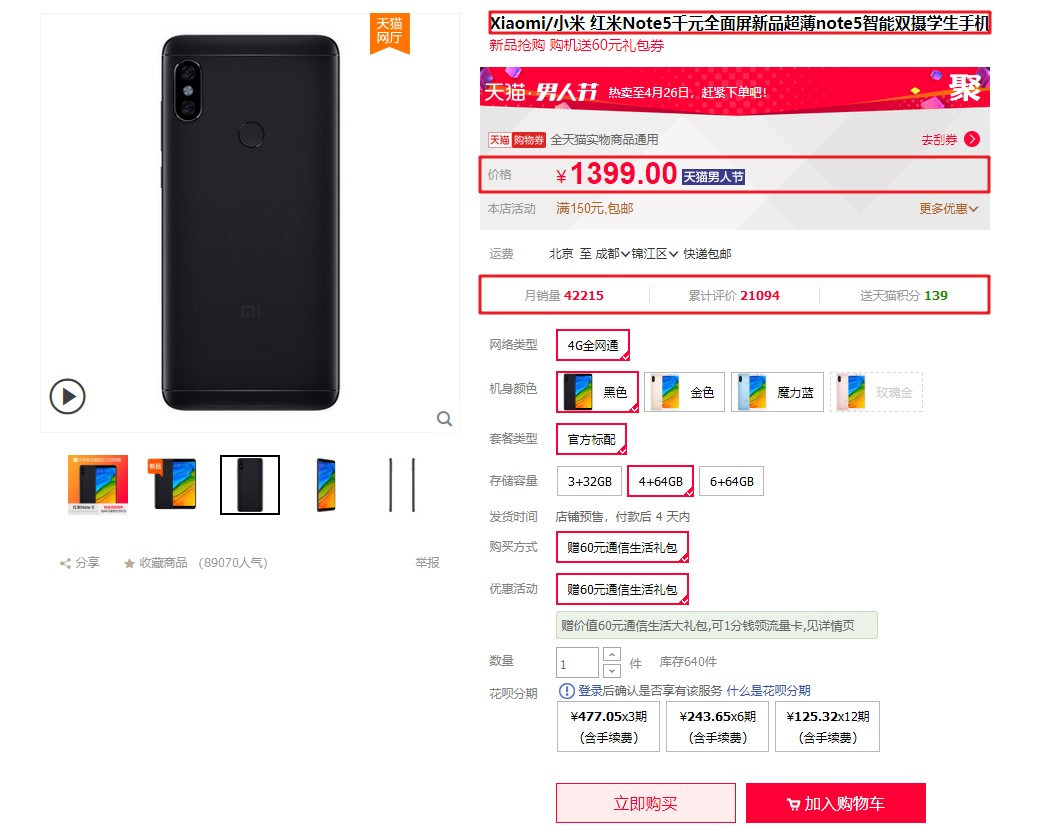 天猫
网厅
Xiaomi/小米 红米Note5千元全面屏新品超薄note5智能双摄学生手机
新品抢购 购机送60元礼包券
天猫·男人节 热卖至4月26日，赶紧下单吧! 聚
天猫 购物券 全天猫实物商品通用 去刮券
价格 ¥1399.00 天猫男人节
本店活动 满150元,包邮 更多优惠
运费 北京 至 成都 锦江区 快递包邮
月销量 42215 累计评价 21094 送天猫积分 139
网络类型 4G全网通
机身颜色 黑色 金色 魔力蓝 玫瑰金
套餐类型 官方标配
存储容量 3+32GB 4+64GB 6+64GB
发货时间 店铺预售，付款后 4 天内
购买方式 赠60元通信生活礼包
优惠活动 赠60元通信生活礼包
赠价值60元通信生活大礼包,可1分钱领流量卡,见详情页
数量 1 件 库存640件
花呗分期 登录后确认是否享有该服务 什么是花呗分期
¥477.05x3期 ¥243.65x6期 ¥125.32x12期
(含手续费) (含手续费) (含手续费)
立即购买 加入购物车
mi
新品
红米Note 5
分享 收藏商品 (89070人气) 举报